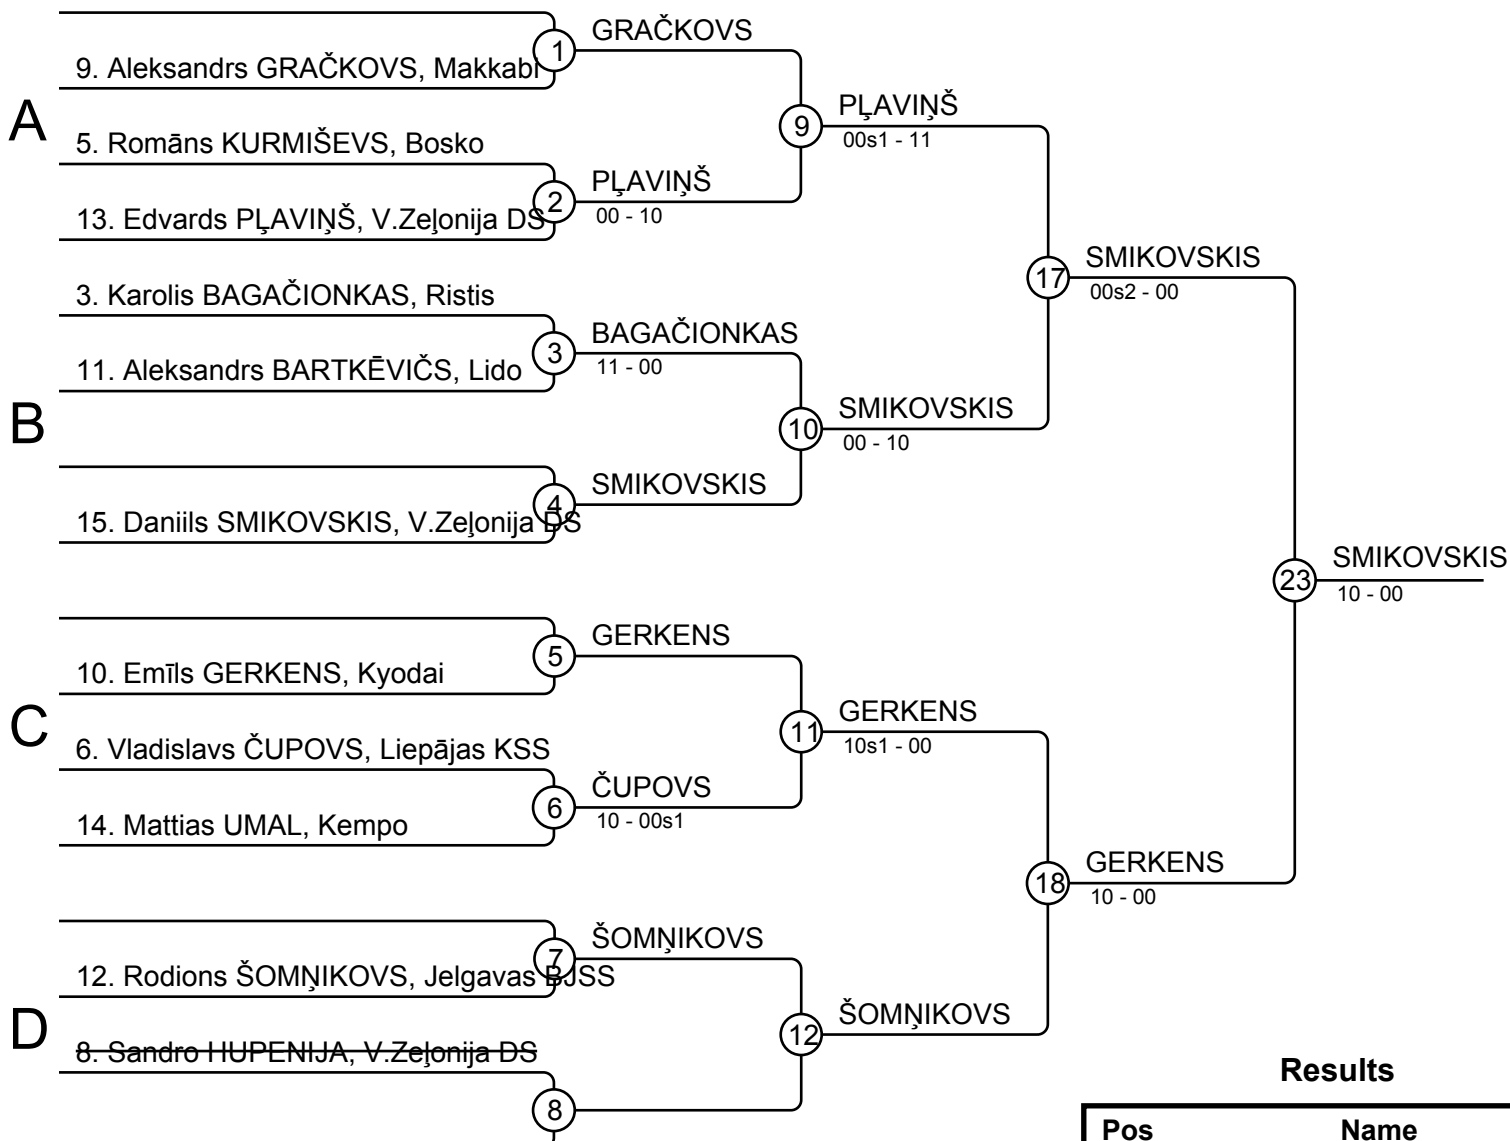 A
9. Aleksandrs GRAČKOVS, Makkabi
1
GRAČKOVS
5. Romāns KURMIŠEVS, Bosko
13. Edvards PĻAVIŅŠ, V.Zeļonija DS
2
PĻAVIŅŠ
00 - 10
9
PĻAVIŅŠ
00s1 - 11
B
3. Karolis BAGAČIONKAS, Ristis
11. Aleksandrs BARTKĒVIČS, Lido
3
BAGAČIONKAS
11 - 00
15. Daniils SMIKOVSKIS, V.Zeļonija DS
4
SMIKOVSKIS
10
SMIKOVSKIS
00 - 10
17
SMIKOVSKIS
00s2 - 00
C
10. Emīls GERKENS, Kyodai
5
GERKENS
6. Vladislavs ČUPOVS, Liepājas KSS
14. Mattias UMAL, Kempo
6
ČUPOVS
10 - 00s1
11
GERKENS
10s1 - 00
D
12. Rodions ŠOMŅIKOVS, Jelgavas BJSS
7
ŠOMŅIKOVS
8. Sandro HUPENIJA, V.Zeļonija DS
8
12
ŠOMŅIKOVS
18
GERKENS
10 - 00
23
SMIKOVSKIS
10 - 00
Results
Pos Name